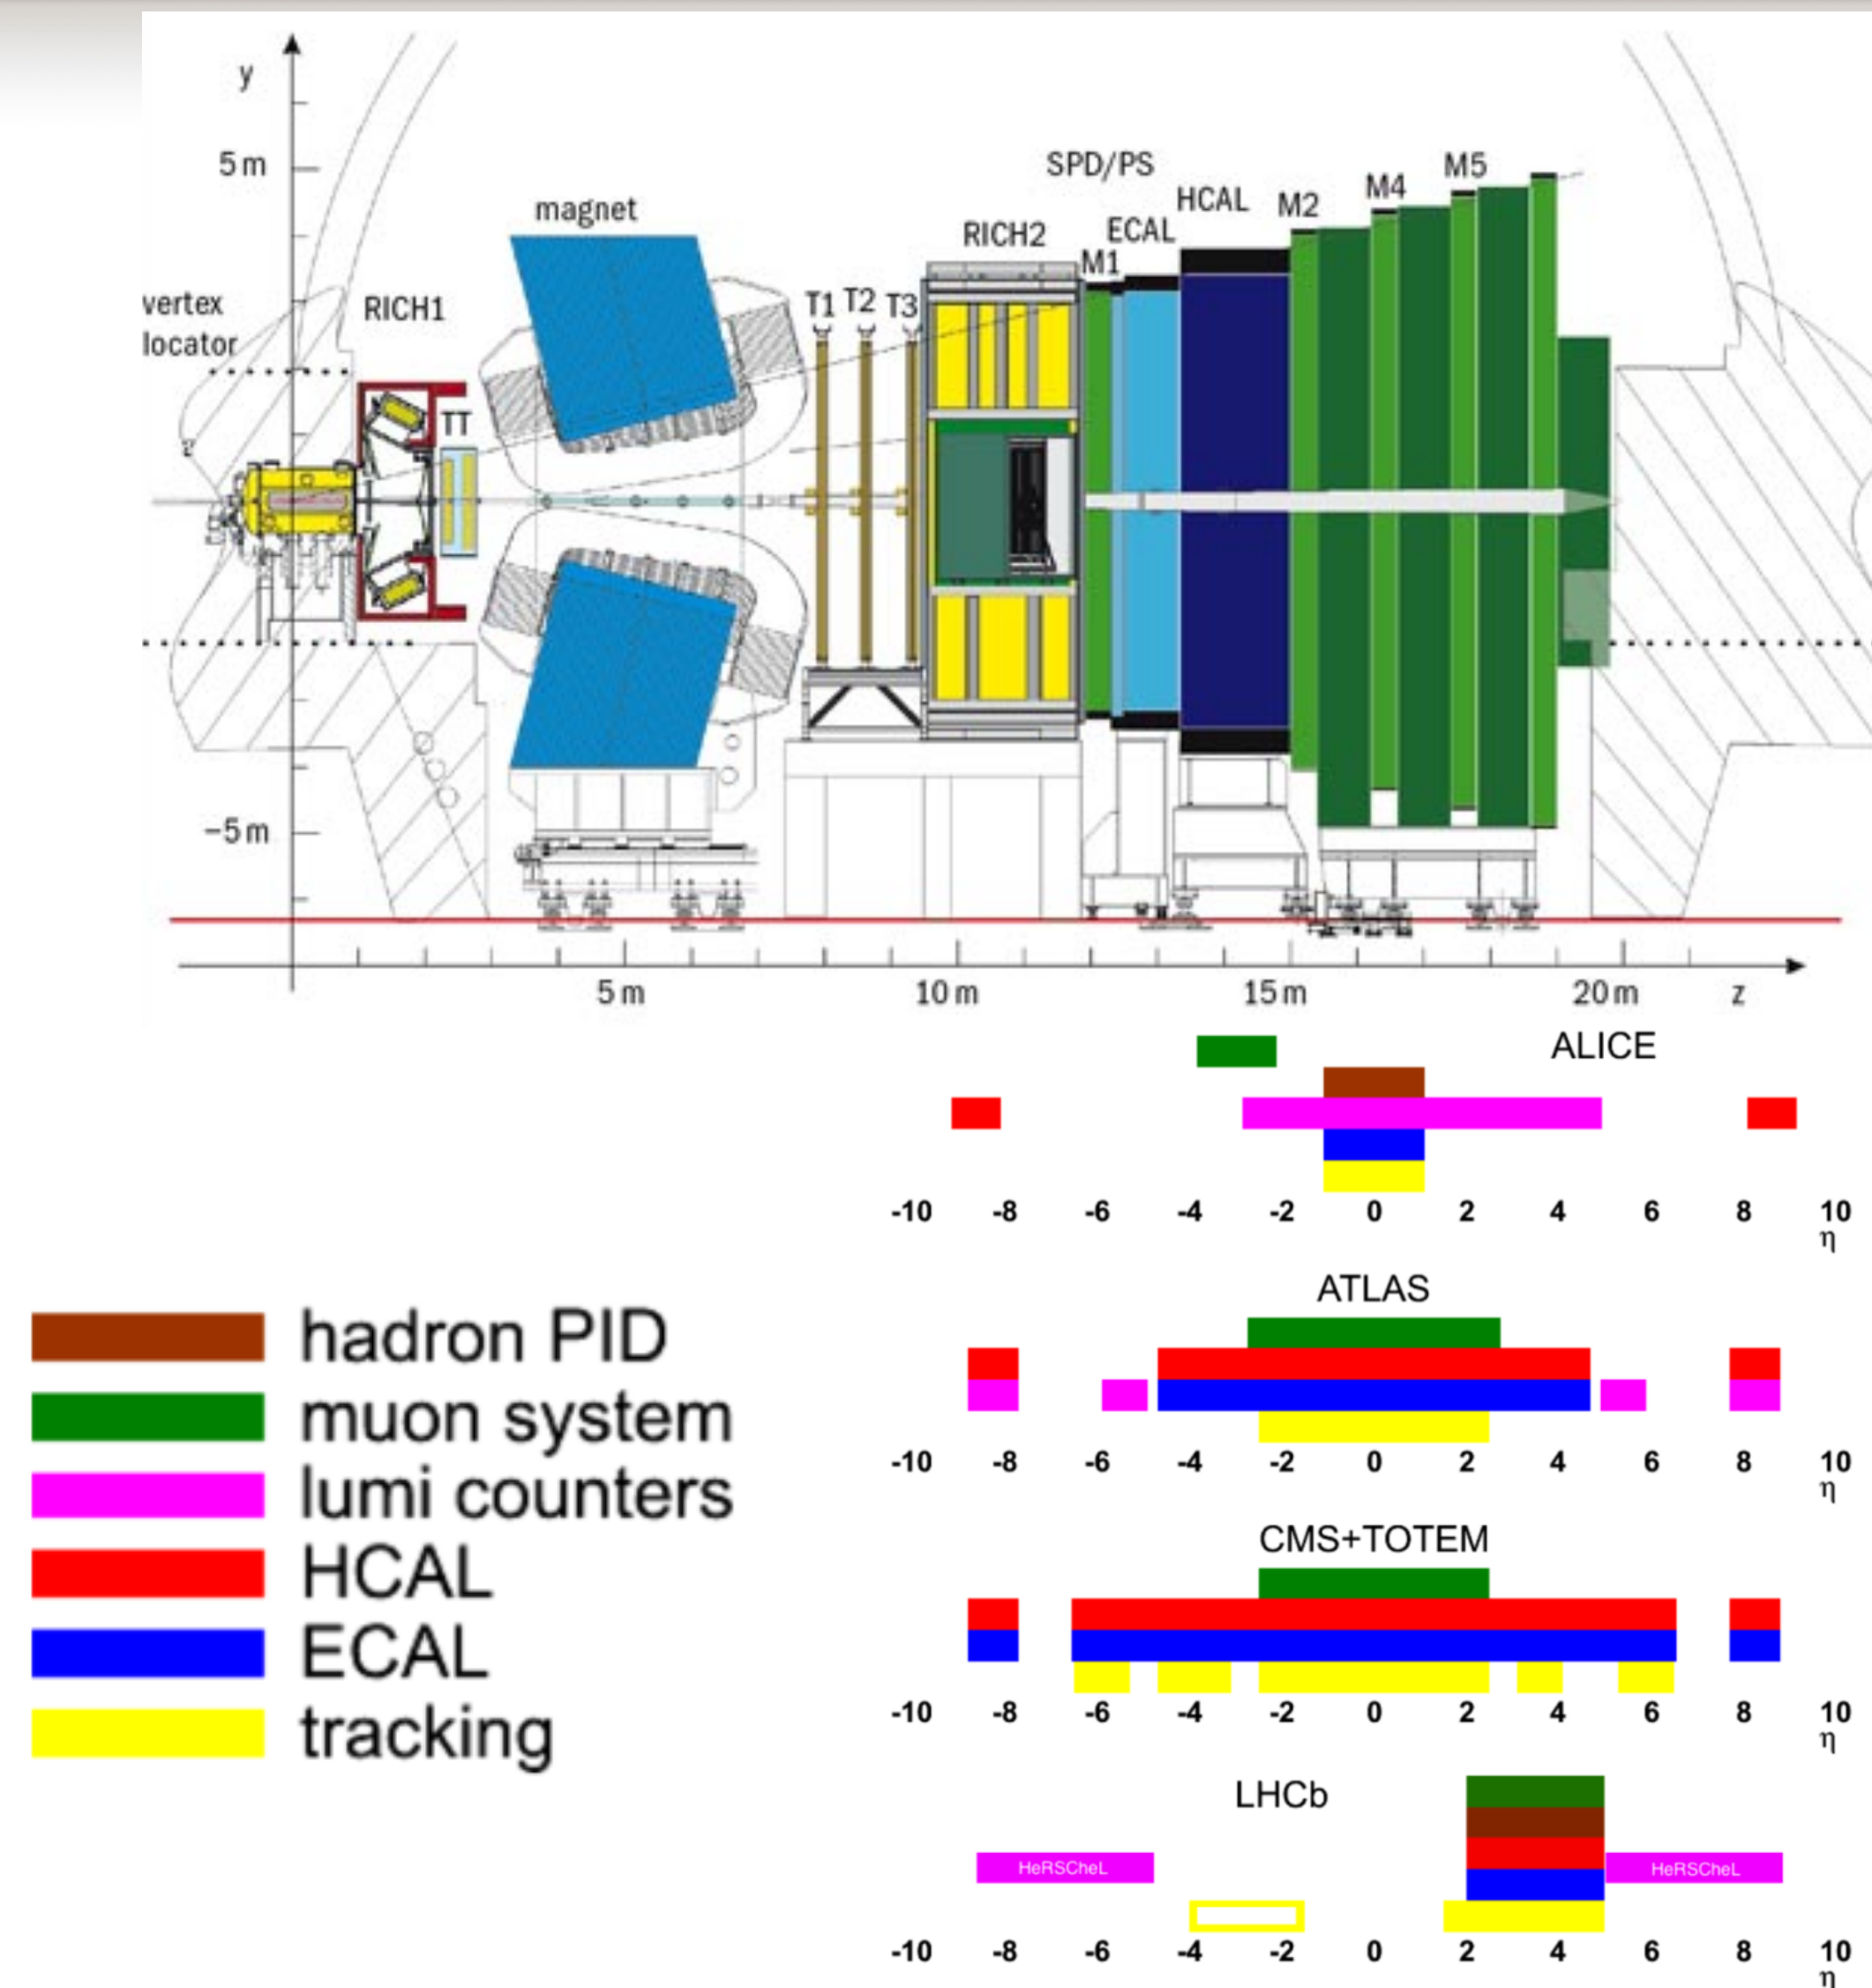 y
5 m
SPD/PS
M5
M4
HCAL
M2
magnet
ECAL
RICH2
M1
vertex
locator
RICH1
T1
T2
T3
TT
−5 m
5 m
10 m
15 m
20 m
z
ALICE
-10 -8 -6 -4 -2 0 2 4 6 8 10
η
ATLAS
-10 -8 -6 -4 -2 0 2 4 6 8 10
η
CMS+TOTEM
-10 -8 -6 -4 -2 0 2 4 6 8 10
η
LHCb
HeRSCheL
HeRSCheL
-10 -8 -6 -4 -2 0 2 4 6 8 10
η
hadron PID
muon system
lumi counters
HCAL
ECAL
tracking